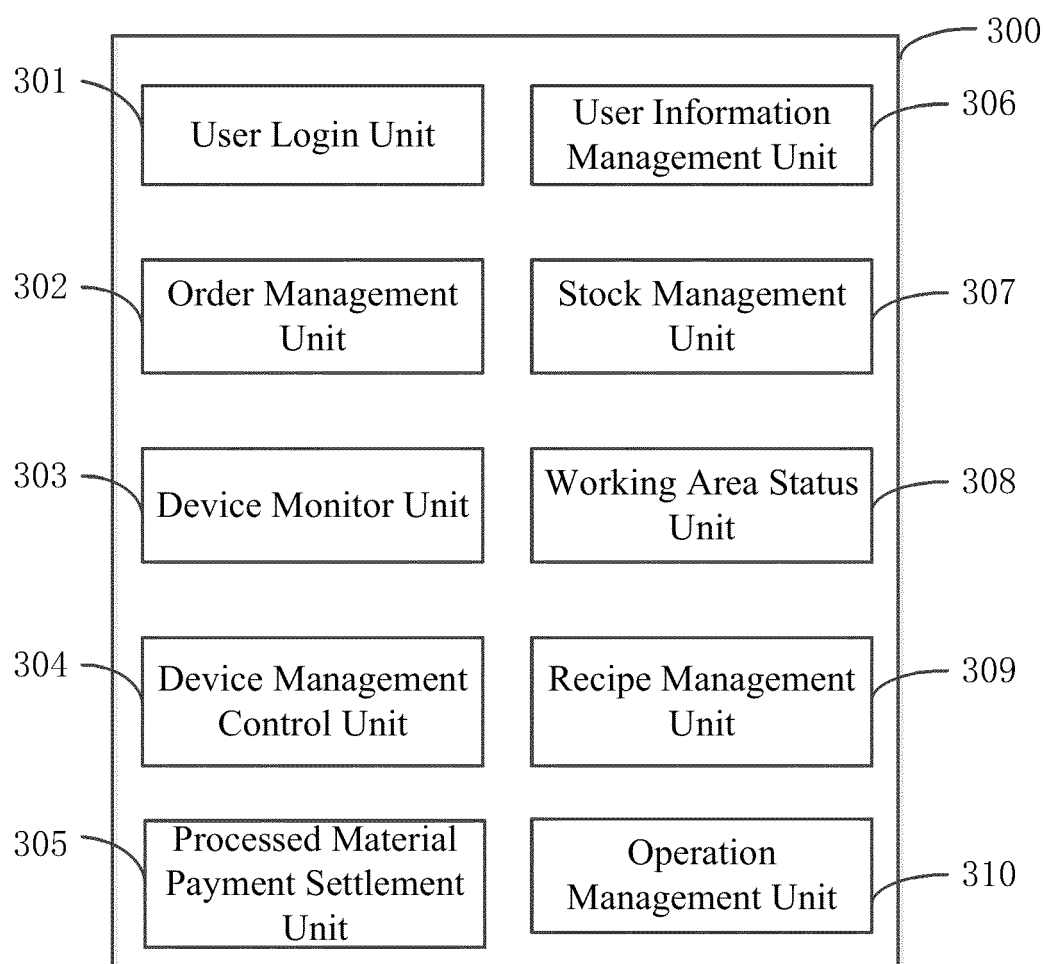 300
301
User Login Unit
User Information
Management Unit
306
302
Order Management
Unit
Stock Management
Unit
307
303
Device Monitor Unit
Working Area Status
Unit
308
304
Device Management
Control Unit
Recipe Management
Unit
309
305
Processed Material
Payment Settlement
Unit
Operation
Management Unit
310